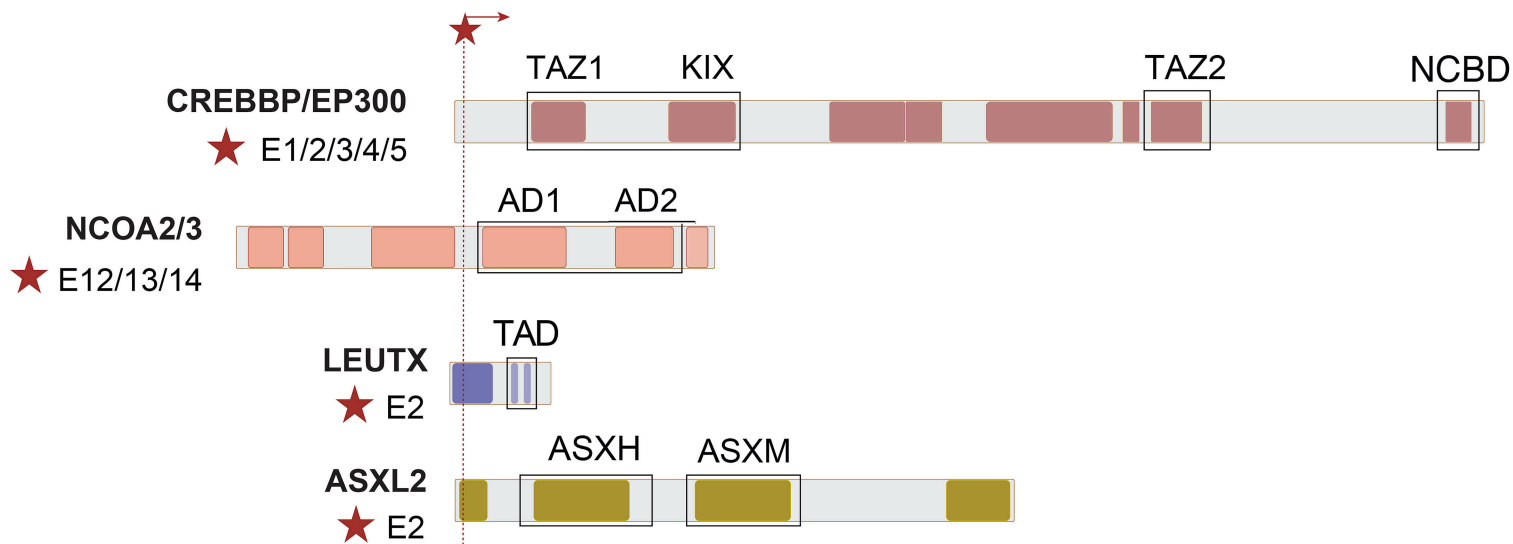 TAZ1 KIX TAZ2 NCBD
CREBBP/EP300
E1/2/3/4/5
AD1 AD2
NCOA2/3
E12/13/14
TAD
LEUTX
E2
ASXH ASXM
ASXL2
E2